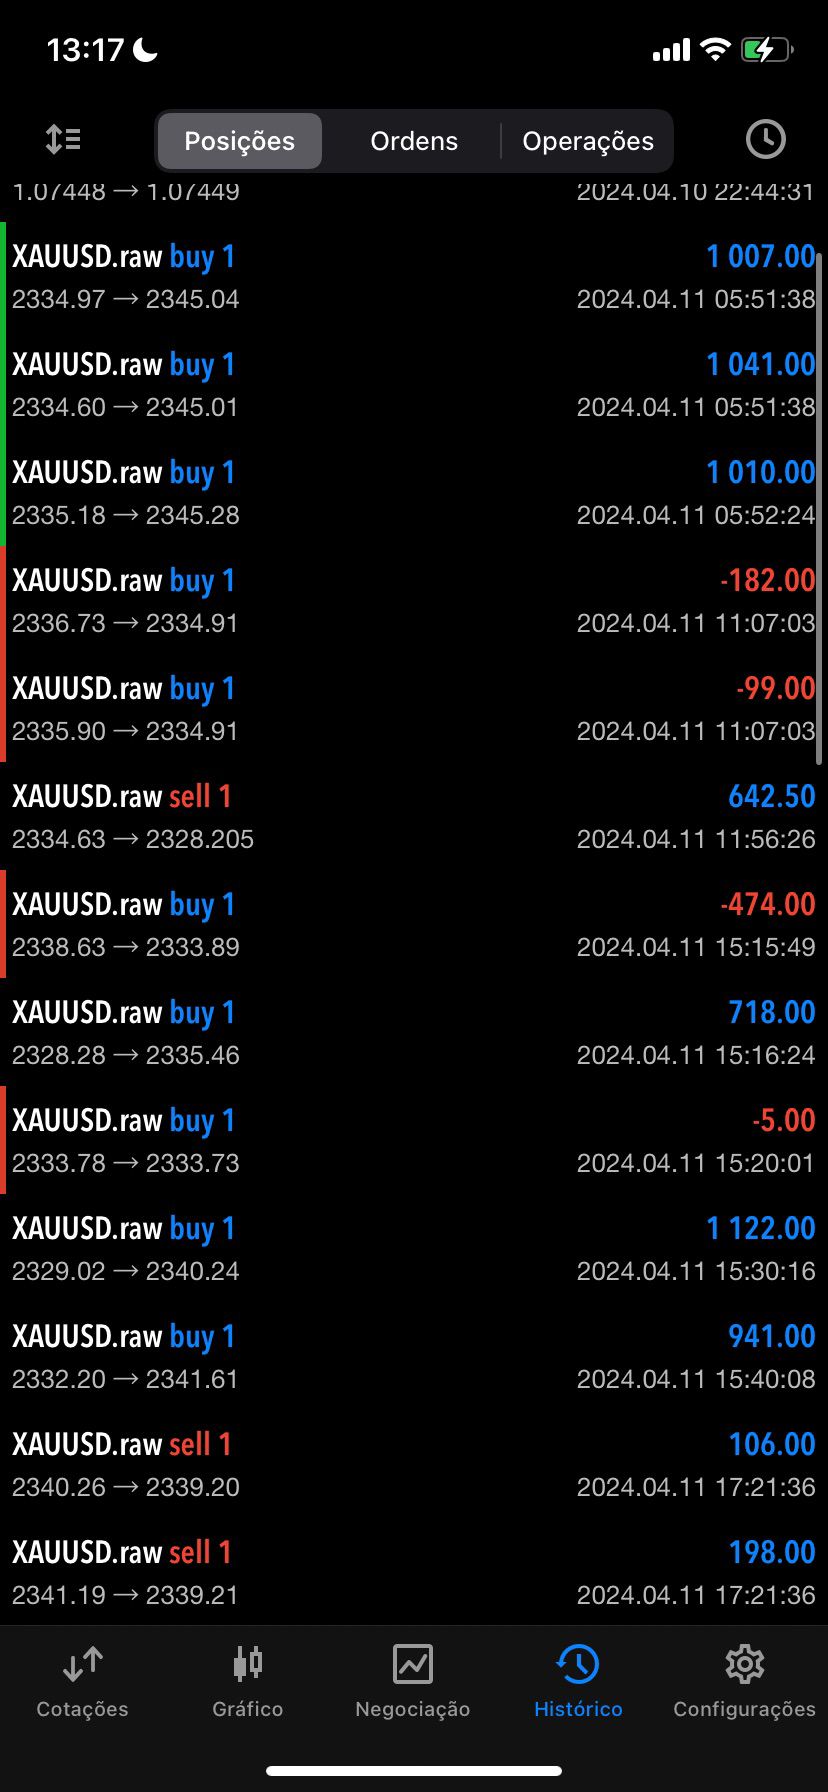 13:17
Posições Ordens Operações
1.07448 → 1.07449 2024.04.10 22:44:31
XAUUSD.raw buy 1 1 007.00
2334.97 → 2345.04 2024.04.11 05:51:38
XAUUSD.raw buy 1 1 041.00
2334.60 → 2345.01 2024.04.11 05:51:38
XAUUSD.raw buy 1 1 010.00
2335.18 → 2345.28 2024.04.11 05:52:24
XAUUSD.raw buy 1 -182.00
2336.73 → 2334.91 2024.04.11 11:07:03
XAUUSD.raw buy 1 -99.00
2335.90 → 2334.91 2024.04.11 11:07:03
XAUUSD.raw sell 1 642.50
2334.63 → 2328.205 2024.04.11 11:56:26
XAUUSD.raw buy 1 -474.00
2338.63 → 2333.89 2024.04.11 15:15:49
XAUUSD.raw buy 1 718.00
2328.28 → 2335.46 2024.04.11 15:16:24
XAUUSD.raw buy 1 -5.00
2333.78 → 2333.73 2024.04.11 15:20:01
XAUUSD.raw buy 1 1 122.00
2329.02 → 2340.24 2024.04.11 15:30:16
XAUUSD.raw buy 1 941.00
2332.20 → 2341.61 2024.04.11 15:40:08
XAUUSD.raw sell 1 106.00
2340.26 → 2339.20 2024.04.11 17:21:36
XAUUSD.raw sell 1 198.00
2341.19 → 2339.21 2024.04.11 17:21:36
Cotações Gráfico Negociação Histórico Configurações